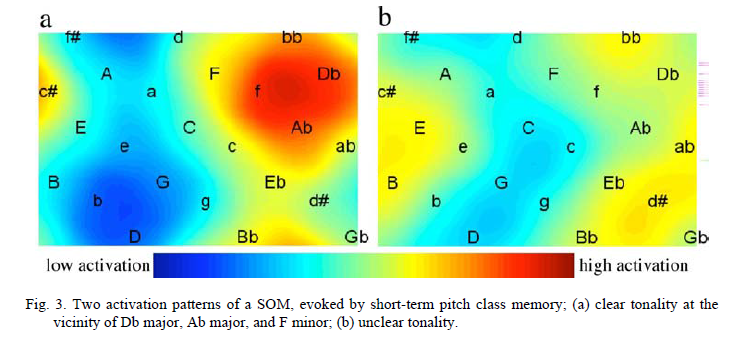 a
b
f# d bb
A F Db
c# a f
E C Ab
e c ab
B G Eb
b g d#
D Bb Gb
f# d bb
A F Db
c# a f
E C Ab
e c ab
B G Eb
b g d#
D Bb Gb
low activation high activation
Fig. 3. Two activation patterns of a SOM, evoked by short-term pitch class memory; (a) clear tonality at the
vicinity of Db major, Ab major, and F minor; (b) unclear tonality.